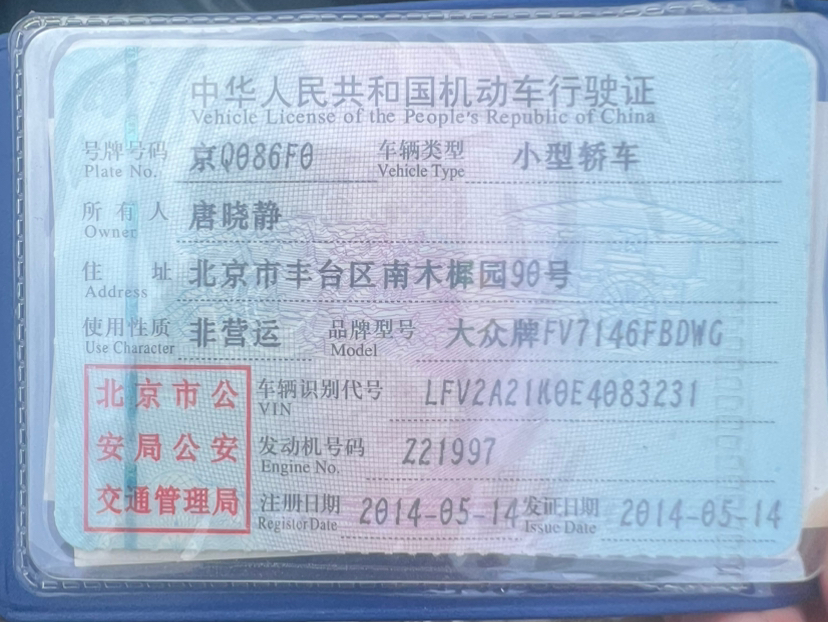 中华人民共和国机动车行驶证
Vehicle License of the People's Republic of China
号牌号码 京Q086F0 车辆类型 小型轿车
Plate No. Vehicle Type
所有人 唐晓静
Owner
住址 北京市丰台区南木樨园90号
Address
使用性质 非营运 品牌型号 大众牌FV7146FBDWG
Use Character Model
北京市公安局公安交通管理局
车辆识别代号 LFV2A21K0E4083231
VIN
发动机号码 Z21997
Engine No.
注册日期 2014-05-14 发证日期 2014-05-14
Register Date Issue Date